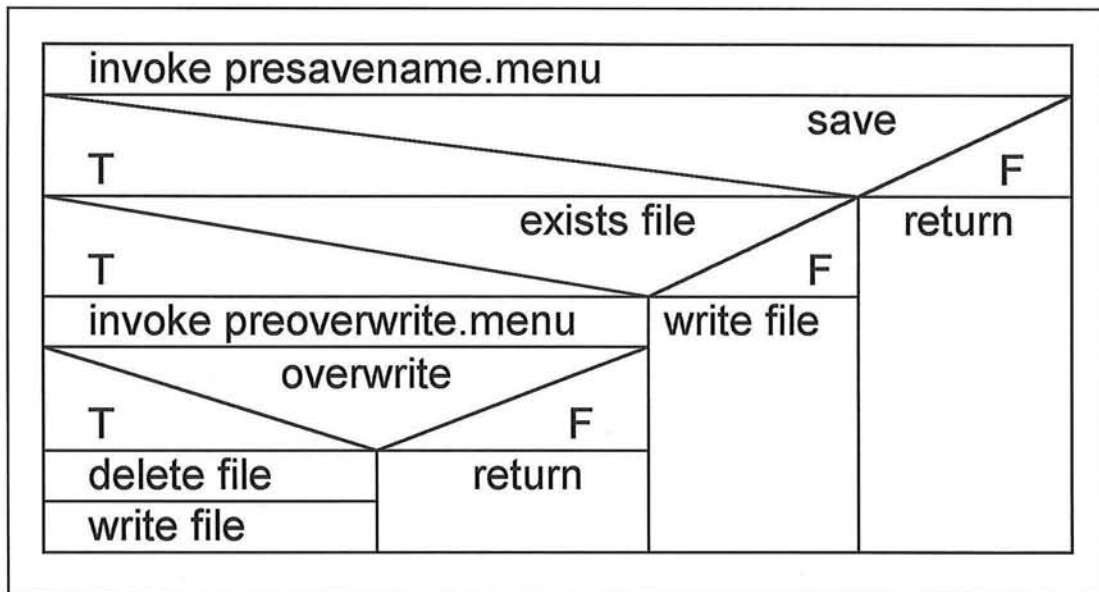 invoke presavename.menu
save
T
F
exists file
return
T
F
invoke preoverwrite.menu
write file
overwrite
T
F
delete file
return
write file